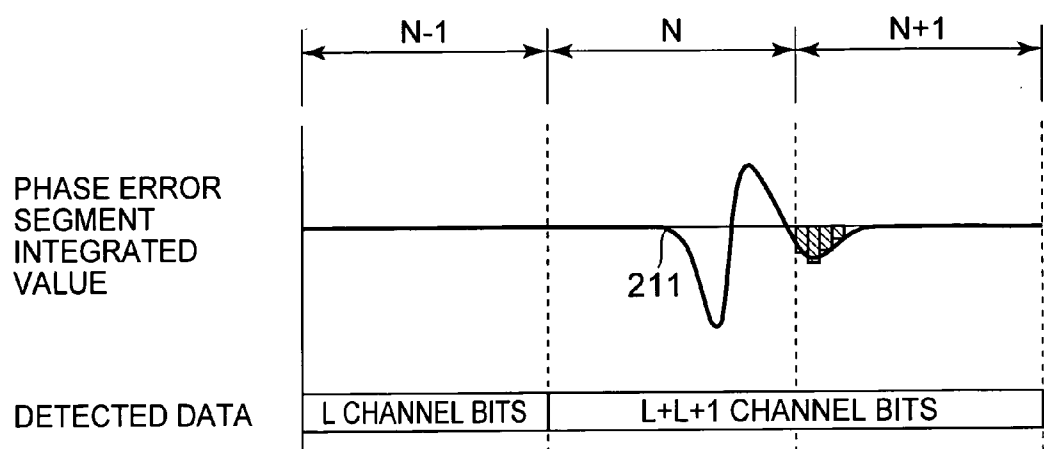 N-1
N
N+1
PHASE ERROR
SEGMENT
INTEGRATED
VALUE
211
DETECTED DATA
L CHANNEL BITS
L+L+1 CHANNEL BITS